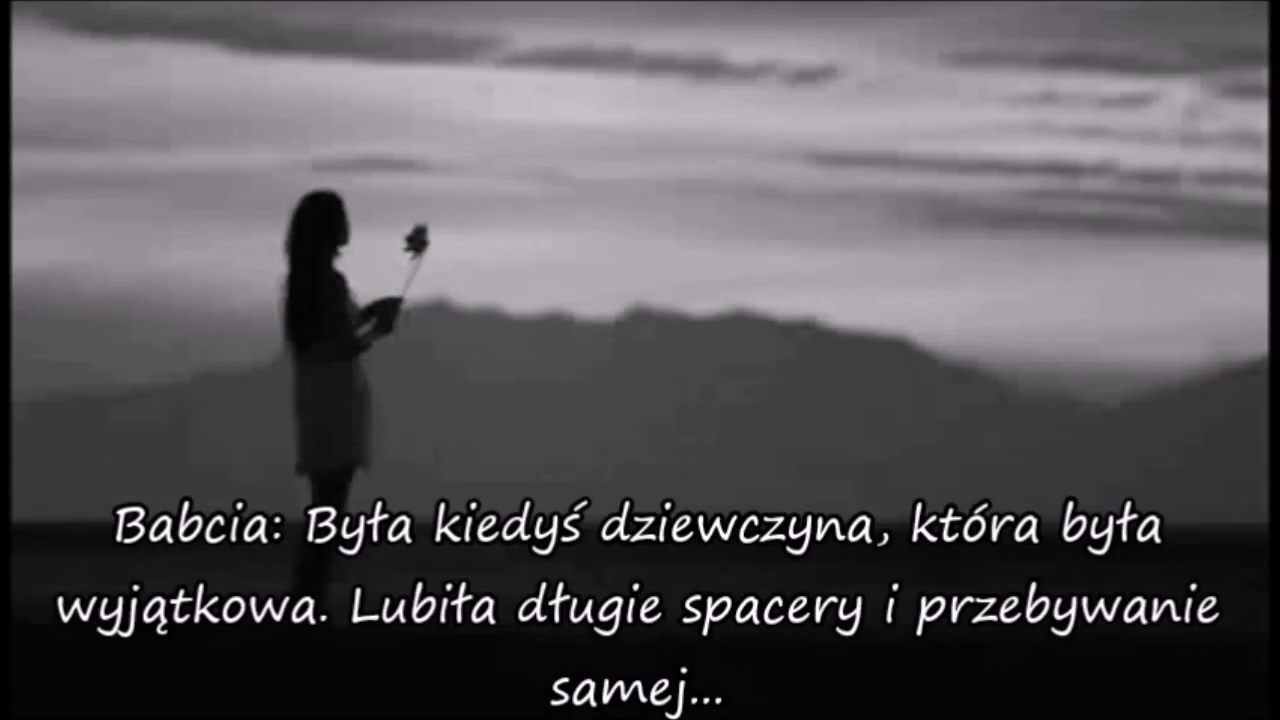 Babcia: Była kiedyś dziewczyna, która była
wyjątkowa. Lubiła długie spacery i przebywanie
samej...